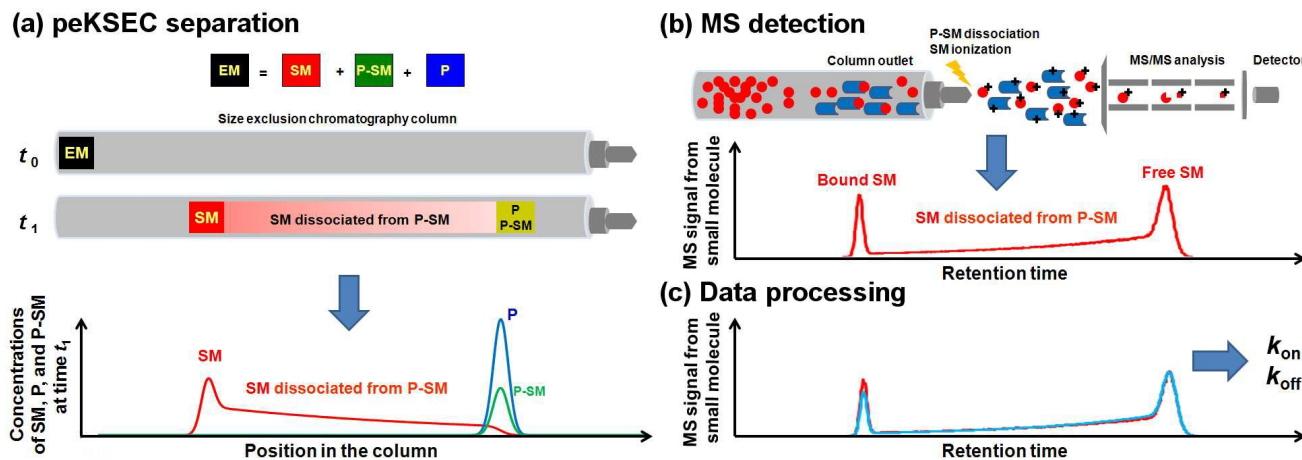 (a) peKSEC separation
EM = SM + P-SM + P
Size exclusion chromatography column
t0
EM
t1
SM
SM dissociated from P-SM
P
P-SM
Concentrations
of SM, P, and P-SM
at time t1
SM
SM dissociated from P-SM
P
P-SM
Position in the column
(b) MS detection
P-SM dissociation
SM ionization
Column outlet
MS/MS analysis
Detector
MS signal from
small molecule
Bound SM
SM dissociated from P-SM
Free SM
Retention time
(c) Data processing
MS signal from
small molecule
kon
koff
Retention time